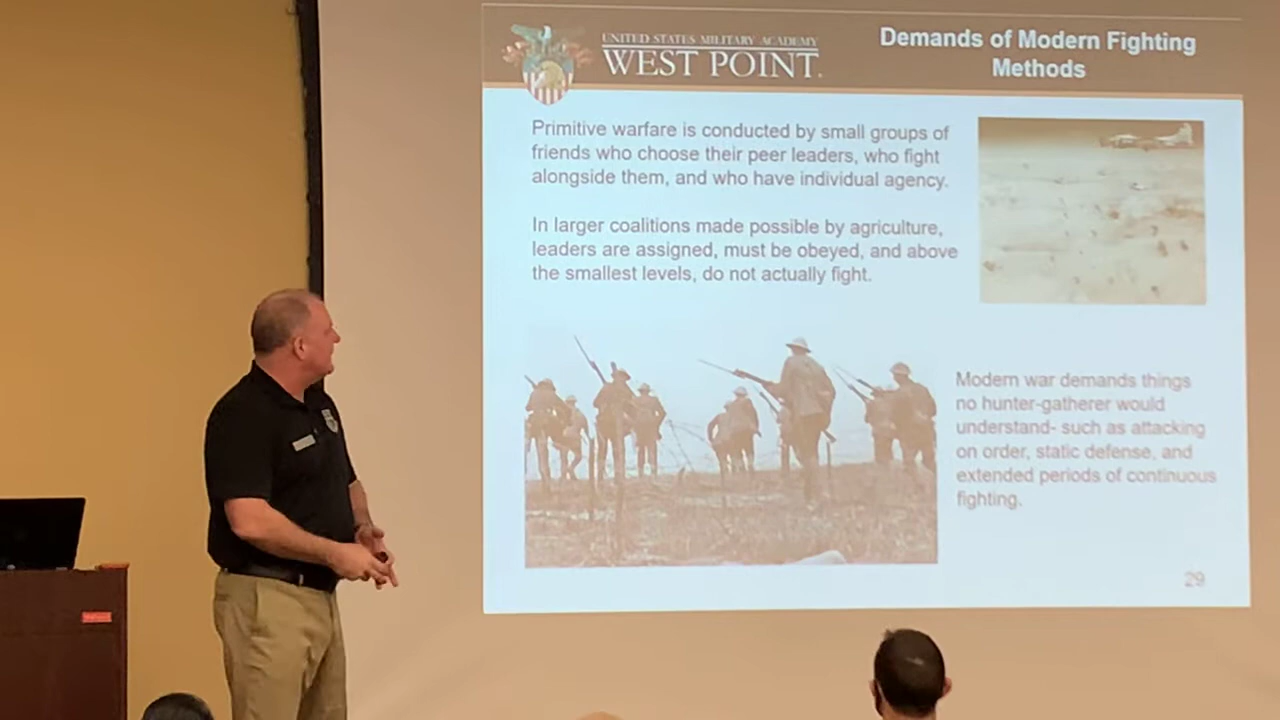 UNITED STATES MILITARY ACADEMY
WEST POINT.
Demands of Modern Fighting
Methods
Primitive warfare is conducted by small groups of
friends who choose their peer leaders, who fight
alongside them, and who have individual agency.
In larger coalitions made possible by agriculture,
leaders are assigned, must be obeyed, and above
the smallest levels, do not actually fight.
Modern war demands things
no hunter-gatherer would
understand- such as attacking
on order, static defense, and
extended periods of continuous
fighting.
29